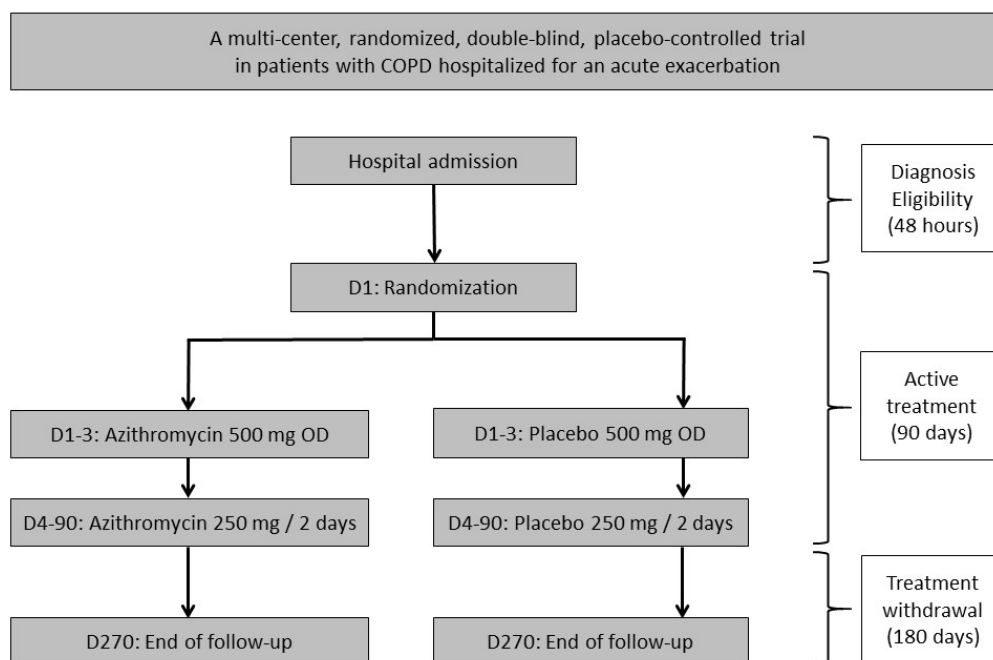 A multi-center, randomized, double-blind, placebo-controlled trial
in patients with COPD hospitalized for an acute exacerbation
Hospital admission
Diagnosis
Eligibility
(48 hours)
D1: Randomization
Active
treatment
(90 days)
D1-3: Azithromycin 500 mg OD
D1-3: Placebo 500 mg OD
D4-90: Azithromycin 250 mg / 2 days
D4-90: Placebo 250 mg / 2 days
Treatment
withdrawal
(180 days)
D270: End of follow-up
D270: End of follow-up